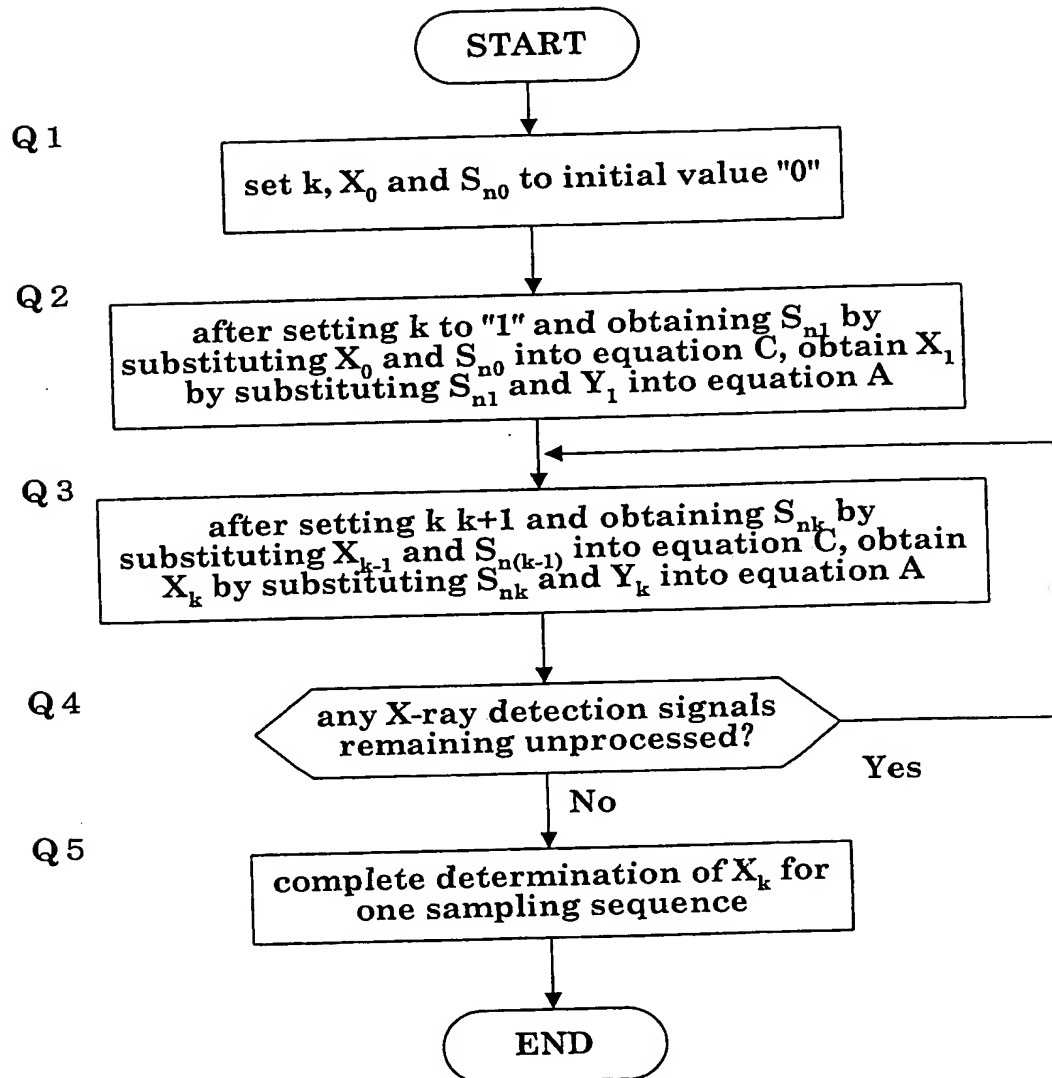 START
Q1
set k, X₀ and Sₙ₀ to initial value "0"
Q2
after setting k to "1" and obtaining Sₙ₁ by
substituting X₀ and Sₙ₀ into equation C, obtain X₁
by substituting Sₙ₁ and Y₁ into equation A
Q3
after setting k k+1 and obtaining Sₙₖ by
substituting Xₖ₋₁ and Sₙ₍ₖ₋₁₎ into equation C, obtain
Xₖ by substituting Sₙₖ and Yₖ into equation A
Q4
any X-ray detection signals
remaining unprocessed?
Yes
No
Q5
complete determination of Xₖ for
one sampling sequence
END